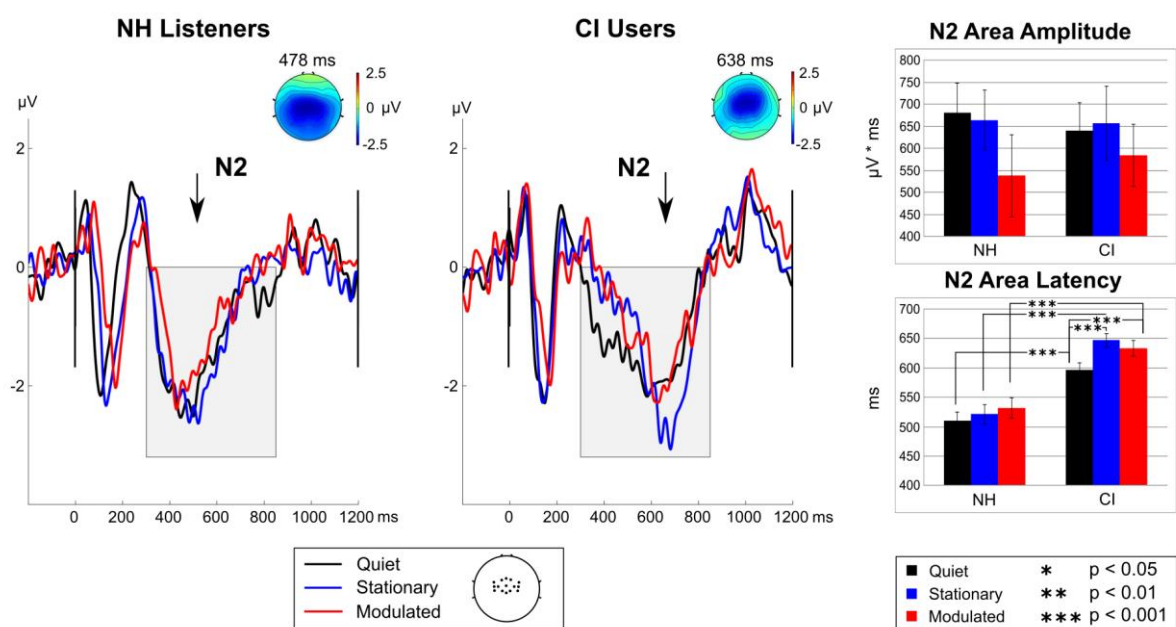 NH Listeners
478 ms
2.5
0 µV
-2.5
µV
2
0
-2
N2
0 200 400 600 800 1000 1200 ms
CI Users
638 ms
2.5
0 µV
-2.5
µV
2
0
-2
N2
0 200 400 600 800 1000 1200 ms
Quiet
Stationary
Modulated
N2 Area Amplitude
800
750
700
650
600
550
500
450
400
µV * ms
NH CI
N2 Area Latency
700
650
600
550
500
400
ms
***
***
***
***
***
NH CI
Quiet * p < 0.05
Stationary ** p < 0.01
Modulated *** p < 0.001